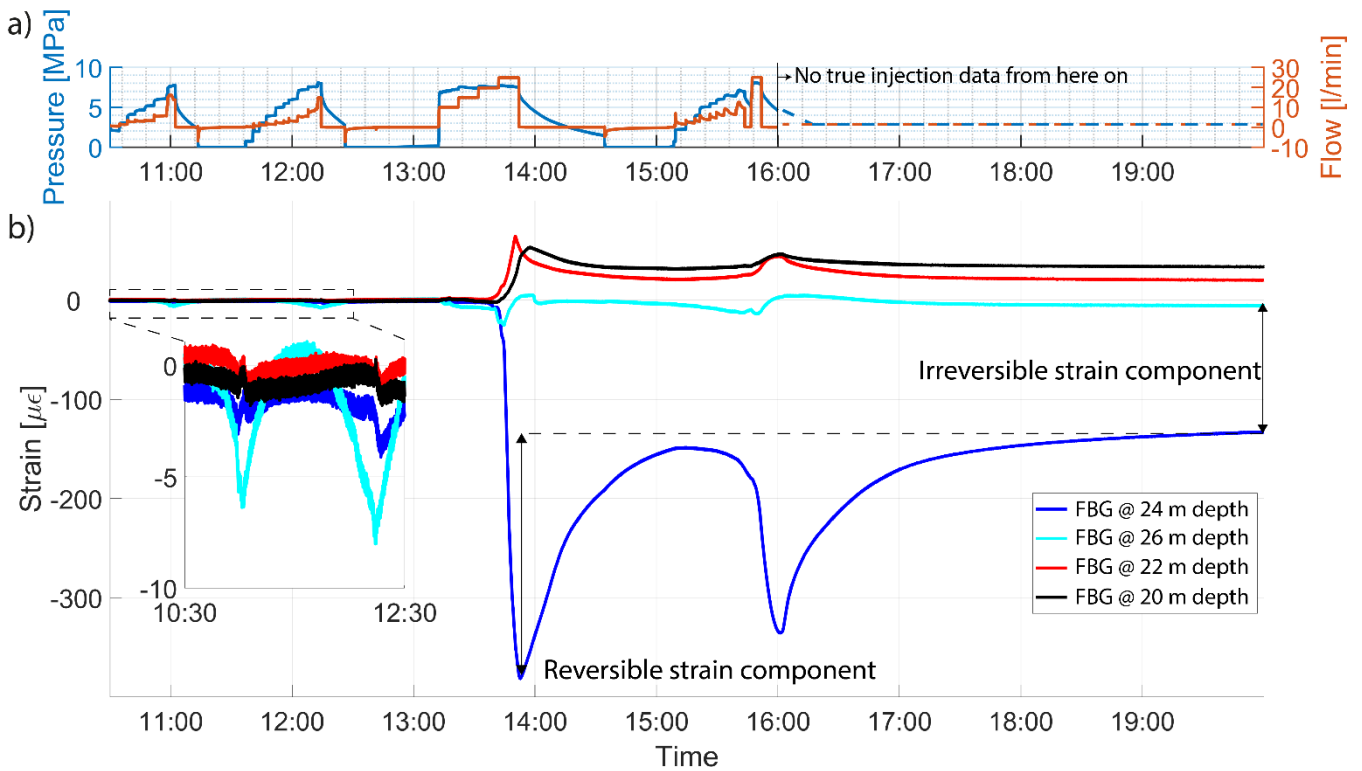 a)
Pressure [MPa]
10
5
0
No true injection data from here on
30
20
10
0
-10
Flow [l/min]
11:00 12:00 13:00 14:00 15:00 16:00 17:00 18:00 19:00
b)
Strain [με]
0
-100
-200
-300
0
-5
-10
10:30 12:30
Irreversible strain component
Reversible strain component
FBG @ 24 m depth
FBG @ 26 m depth
FBG @ 22 m depth
FBG @ 20 m depth
11:00 12:00 13:00 14:00 15:00 16:00 17:00 18:00 19:00
Time